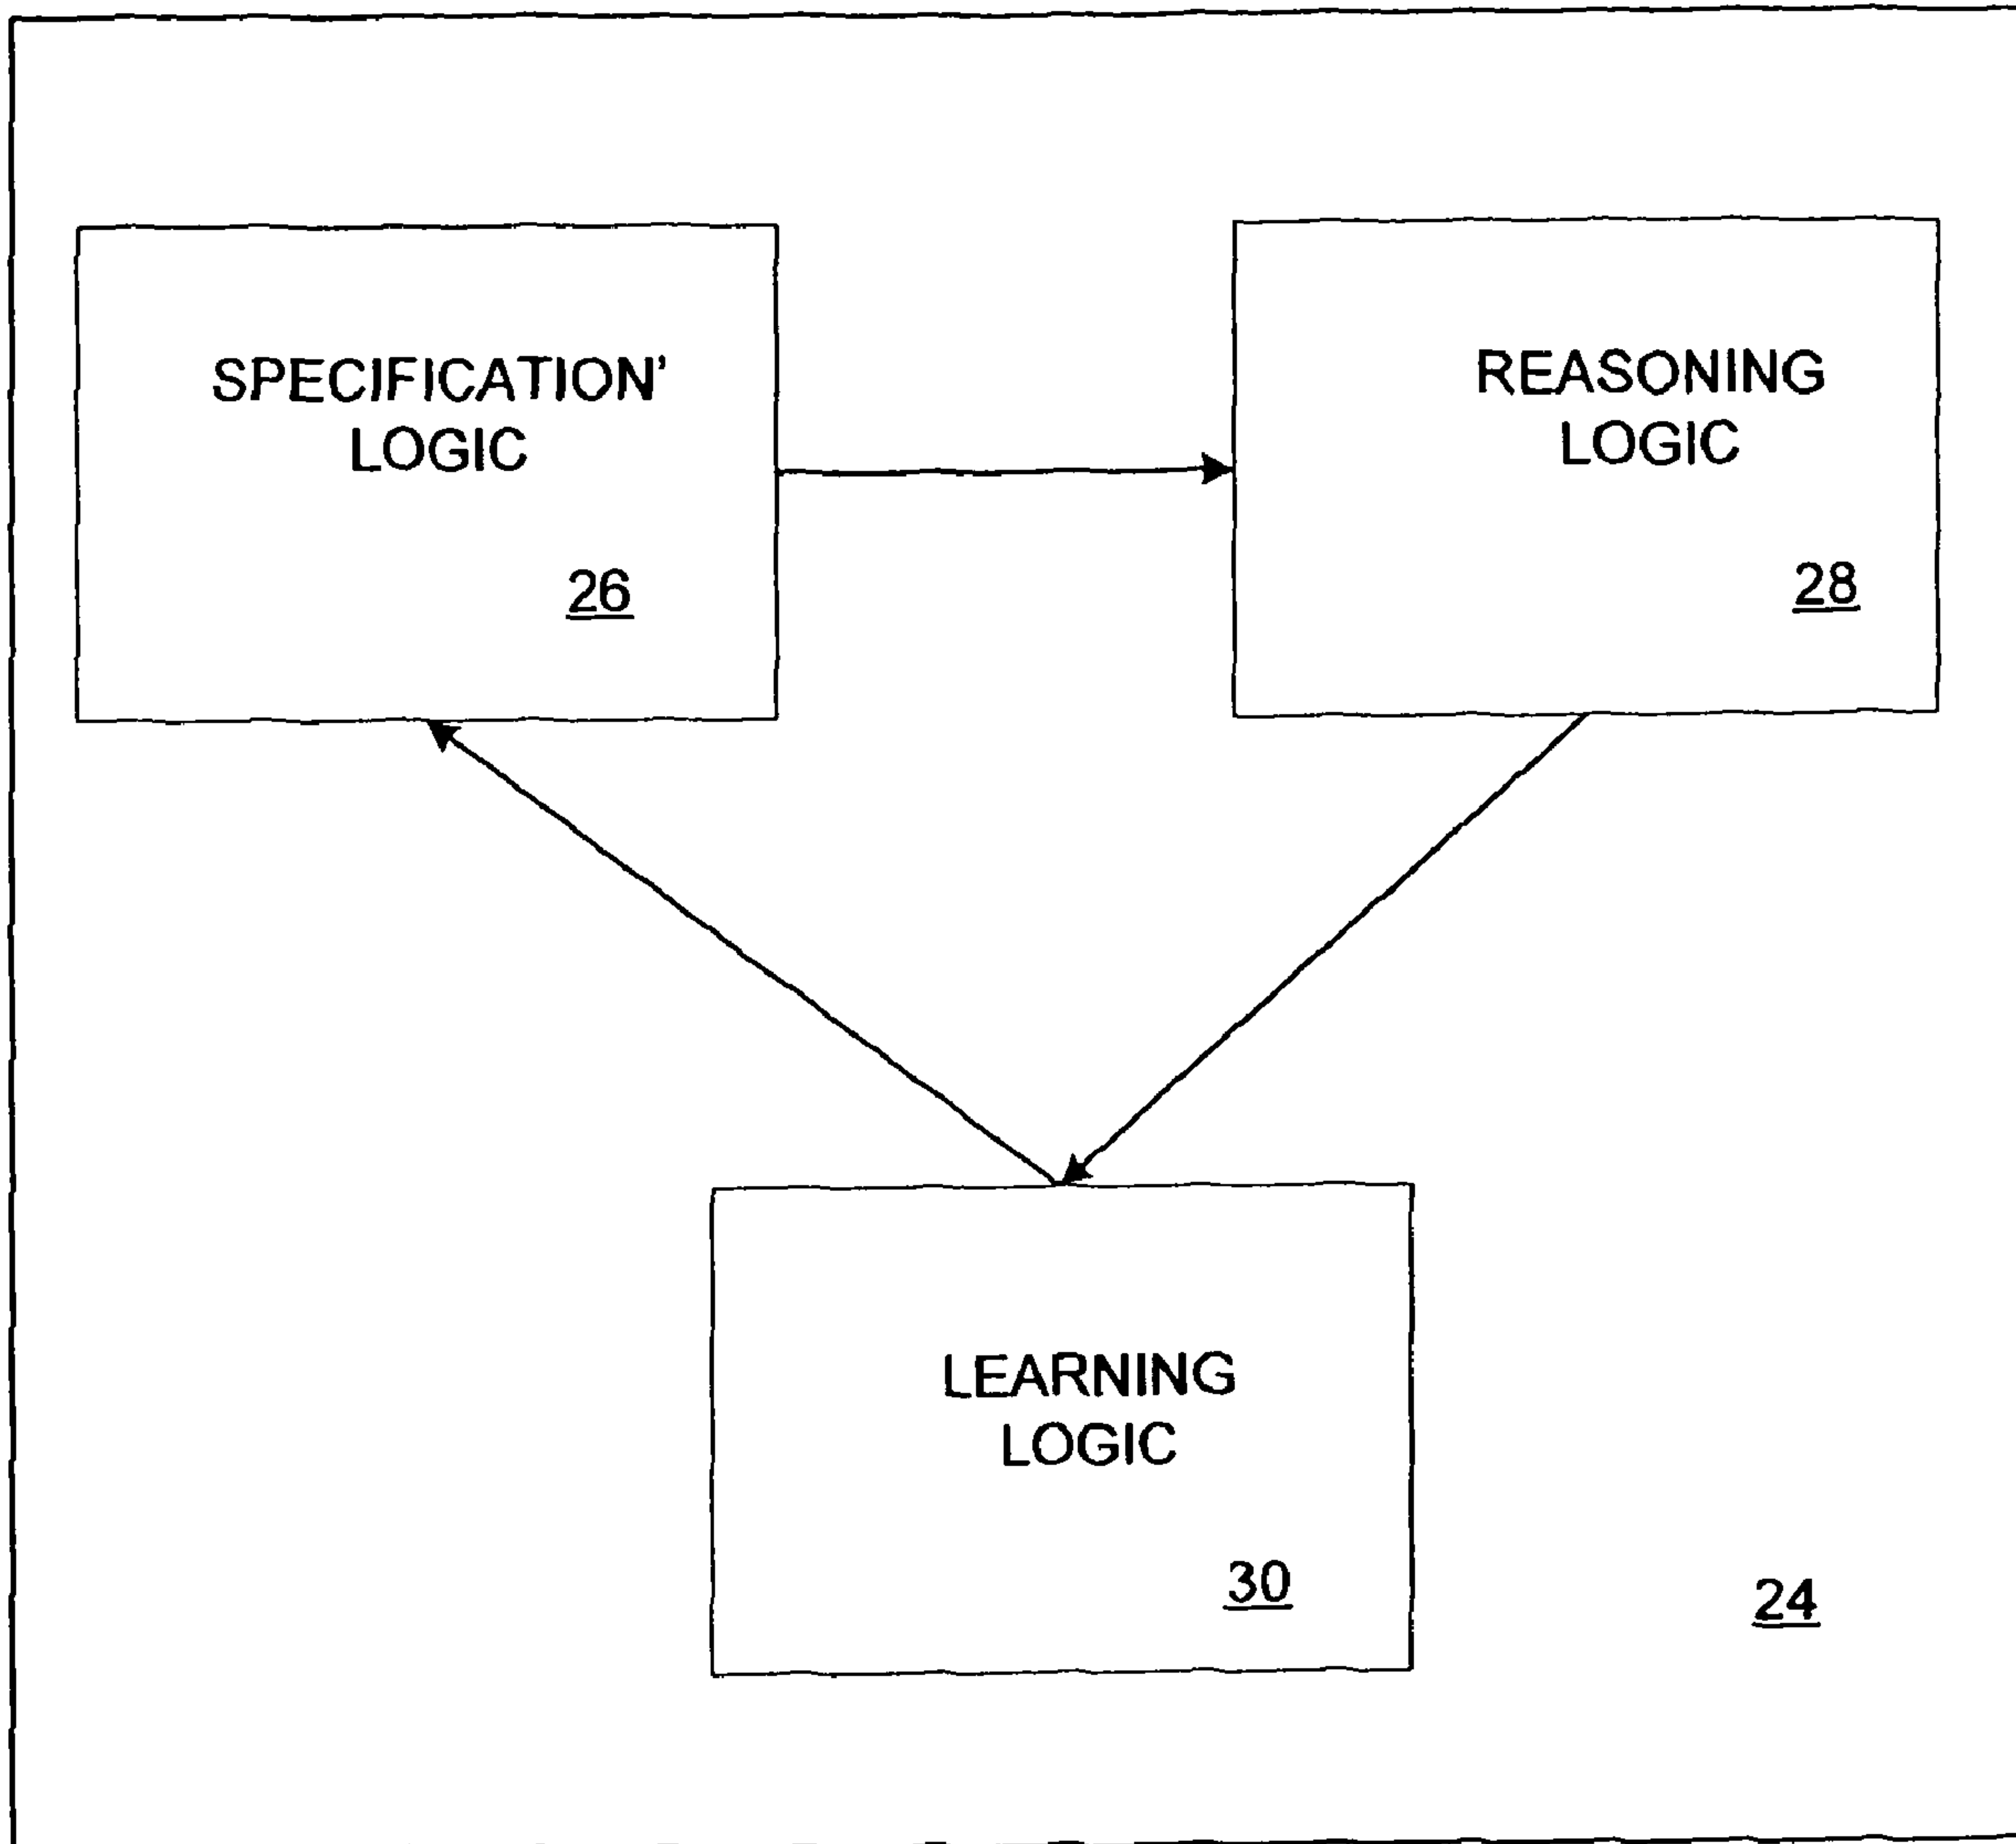 SPECIFICATION'
LOGIC
26
REASONING
LOGIC
28
LEARNING
LOGIC
30
24